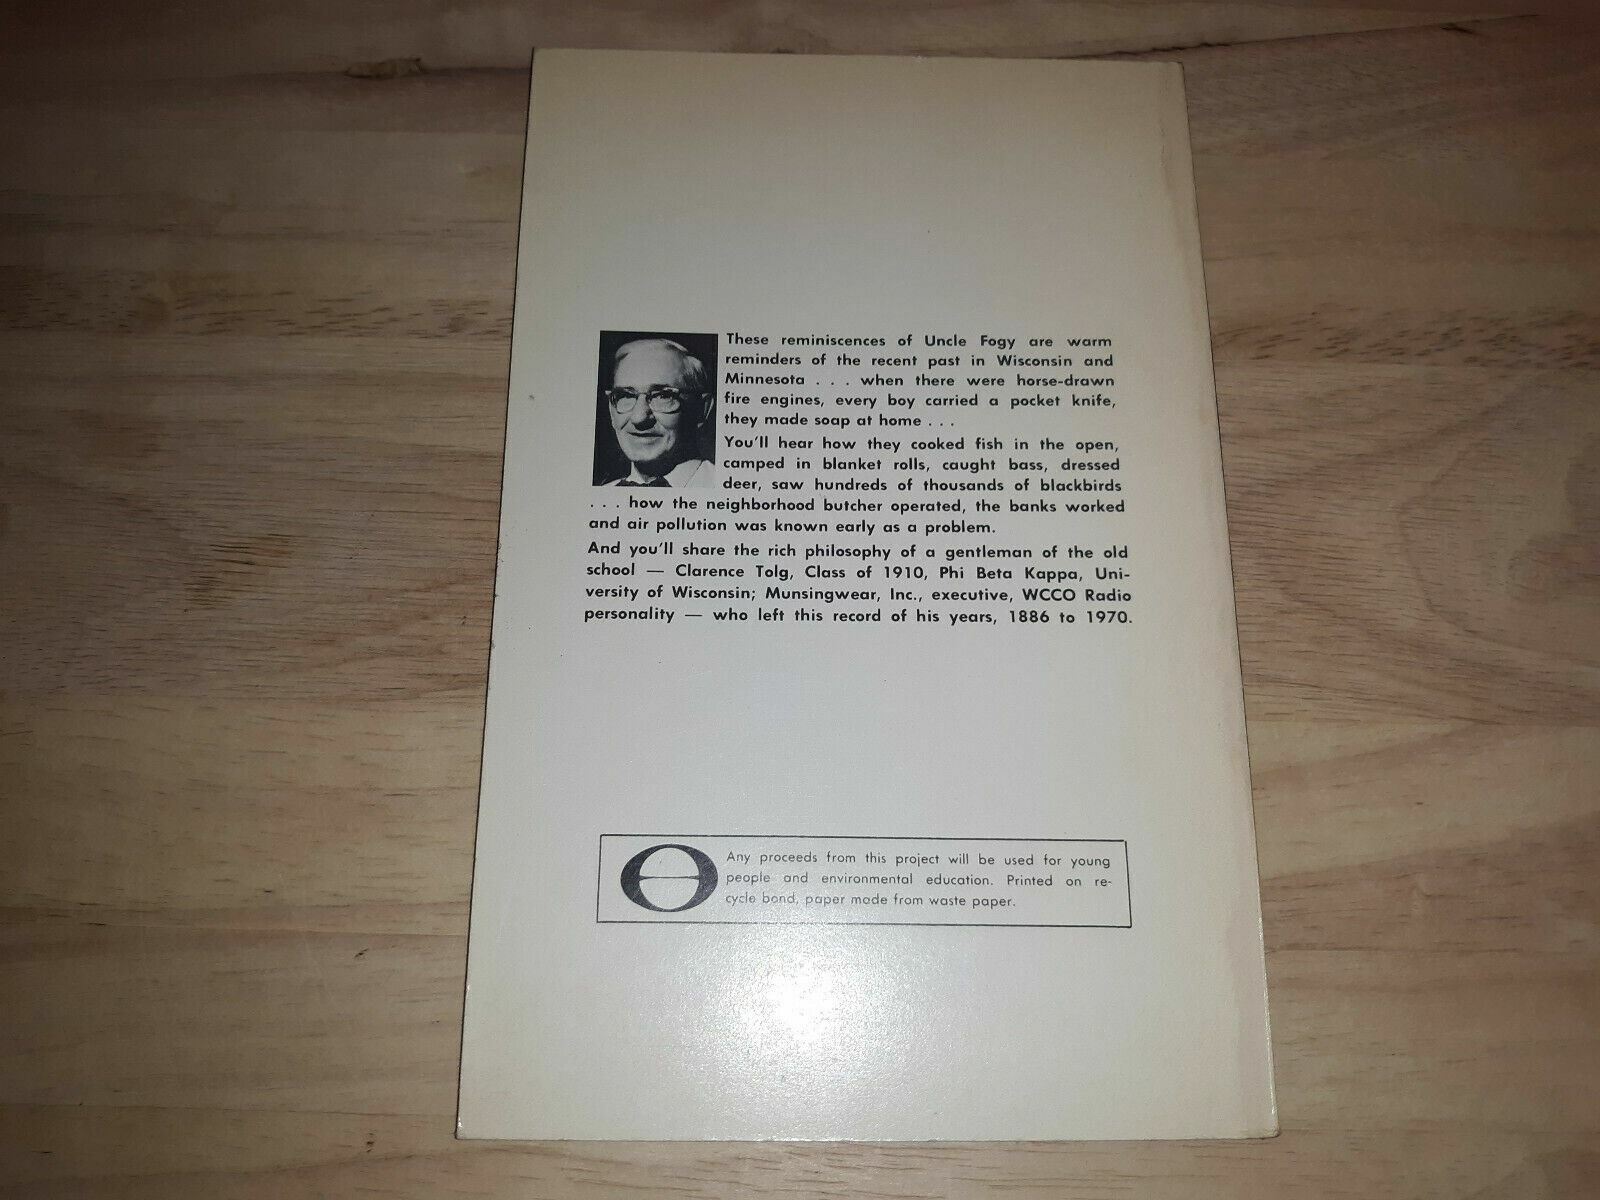 These reminiscences of Uncle Fogy are warm
reminders of the recent past in Wisconsin and
Minnesota . . . when there were horse-drawn
fire engines, every boy carried a pocket knife,
they made soap at home . . .
You'll hear how they cooked fish in the open,
camped in blanket rolls, caught bass, dressed
deer, saw hundreds of thousands of blackbirds
. . . how the neighborhood butcher operated, the banks worked
and air pollution was known early as a problem.
And you'll share the rich philosophy of a gentleman of the old
school — Clarence Tolg, Class of 1910, Phi Beta Kappa, Uni-
versity of Wisconsin; Munsingwear, Inc., executive, WCCO Radio
personality — who left this record of his years, 1886 to 1970.
Any proceeds from this project will be used for young
people and environmental education. Printed on re-
cycle bond, paper made from waste paper.